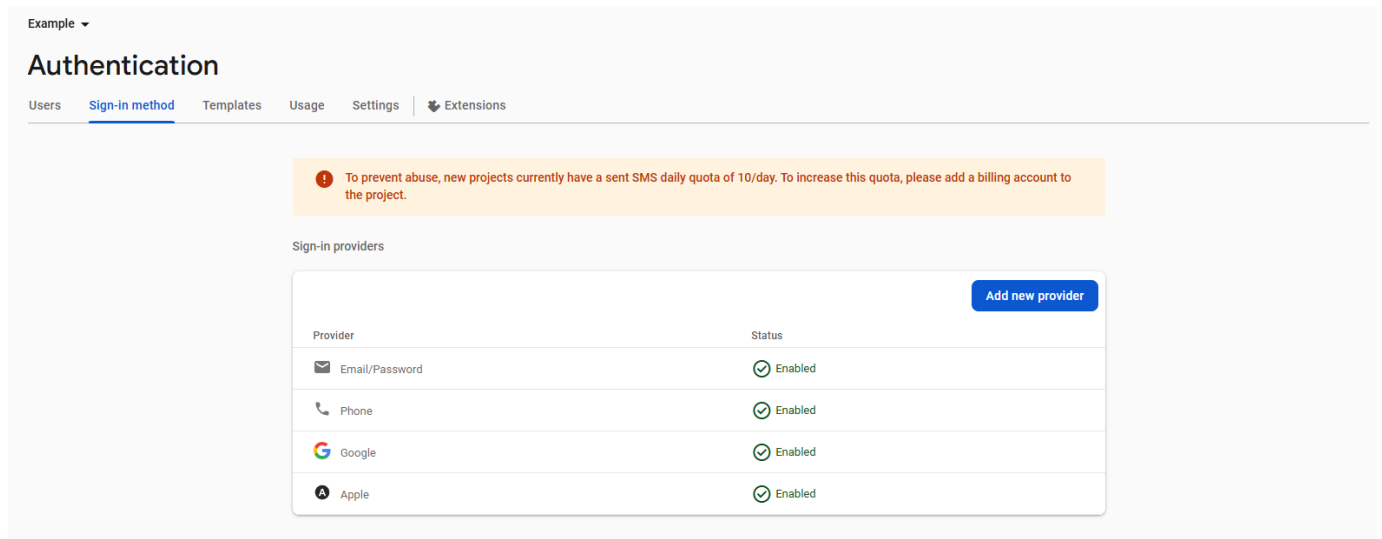 Example
Authentication
Users Sign-in method Templates Usage Settings Extensions
To prevent abuse, new projects currently have a sent SMS daily quota of 10/day. To increase this quota, please add a billing account to
the project.
Sign-in providers
Add new provider
Provider Status
Email/Password Enabled
Phone Enabled
Google Enabled
Apple Enabled